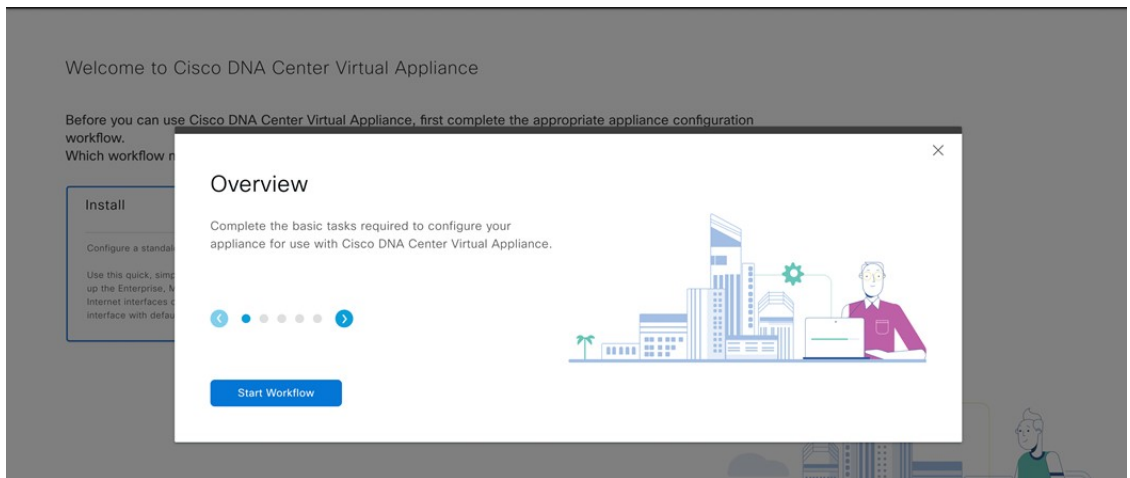 Welcome to Cisco DNA Center Virtual Appliance
Before you can use Cisco DNA Center Virtual Appliance, first complete the appropriate appliance configuration
workflow.
Which workflow
Install
Configure a
Use this quick,
up the Enterprise,
Internet interfaces
interface with
Overview
Complete the basic tasks required to configure your
appliance for use with Cisco DNA Center Virtual Appliance.
Start Workflow